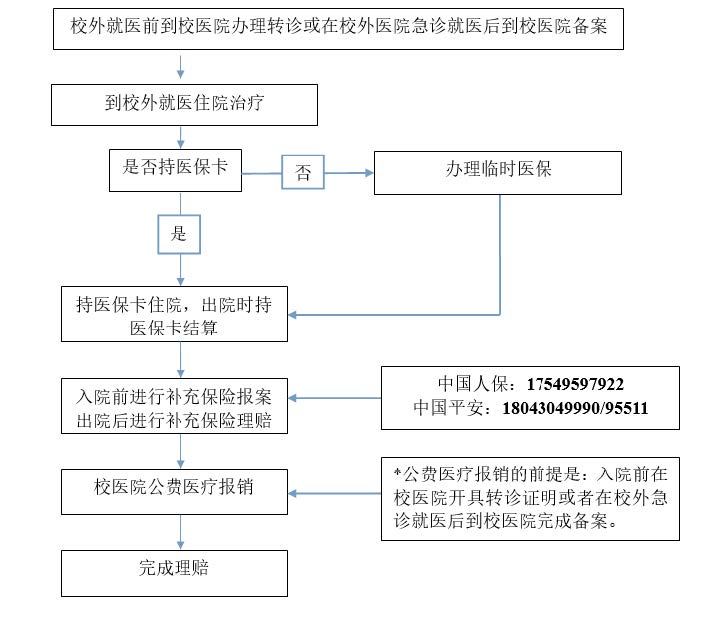 校外就医前到校医院办理转诊或在校外医院急诊就医后到校医院备案
到校外就医住院治疗
是否持医保卡
否
办理临时医保
是
持医保卡住院，出院时持
医保卡结算
入院前进行补充保险报案
出院后进行补充保险理赔
中国人保：17549597922
中国平安：18043049990/95511
校医院公费医疗报销
*公费医疗报销的前提是：入院前在
校医院开具转诊证明或者在校外急
诊就医后到校医院完成备案。
完成理赔